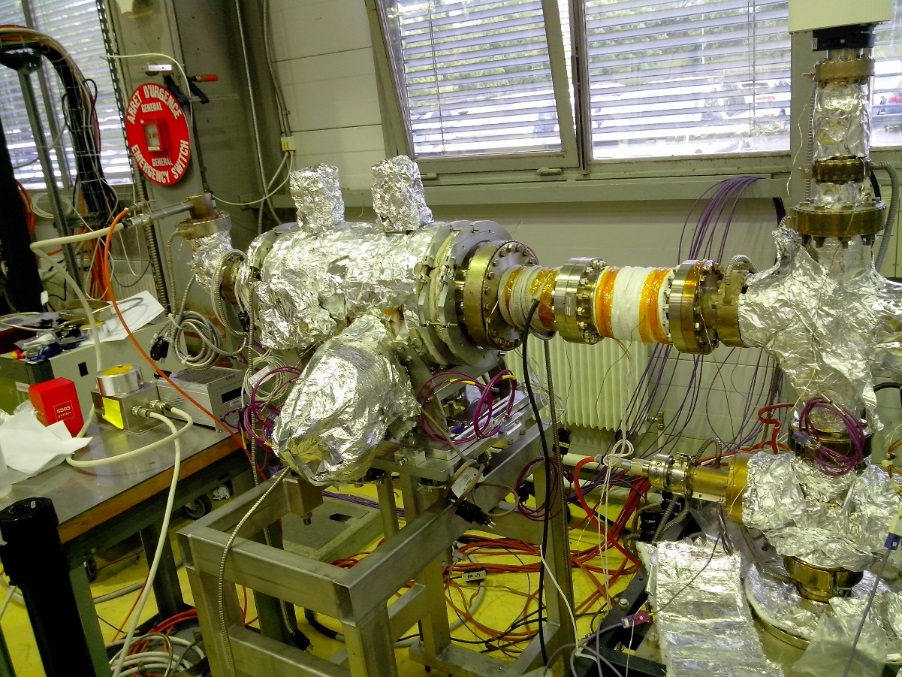 ARRET D'URGENCE
GENERAL
GENERAL
EMERGENCY SWITCH